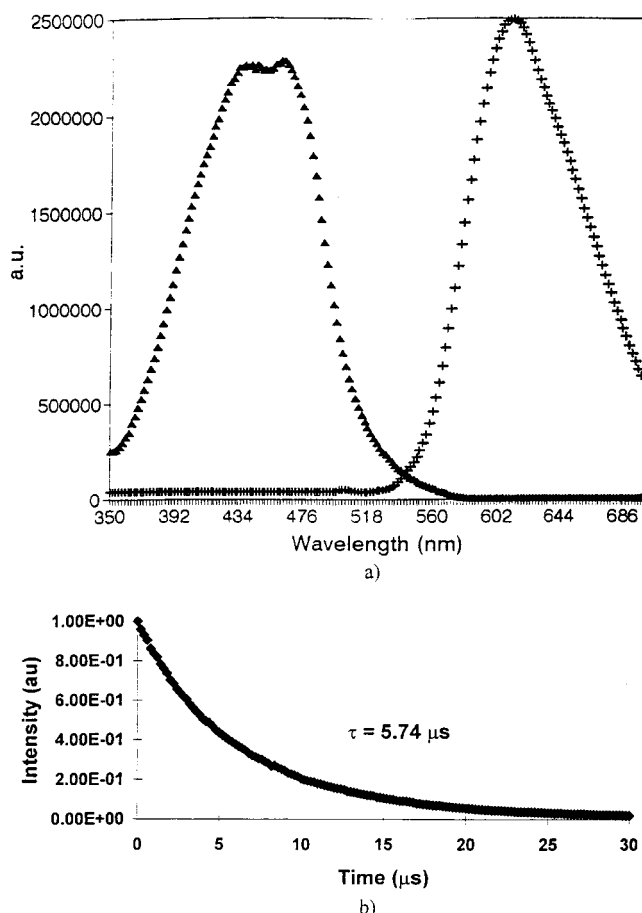 2500000
2000000
1500000
1000000
500000
0
a.u.
350 392 434 476 518 560 602 644 686
Wavelength (nm)
a)
1.00E+00
8.00E-01
6.00E-01
4.00E-01
2.00E-01
0.00E+00
Intensity (au)
τ = 5.74 μs
0 5 10 15 20 25 30
Time (μs)
b)